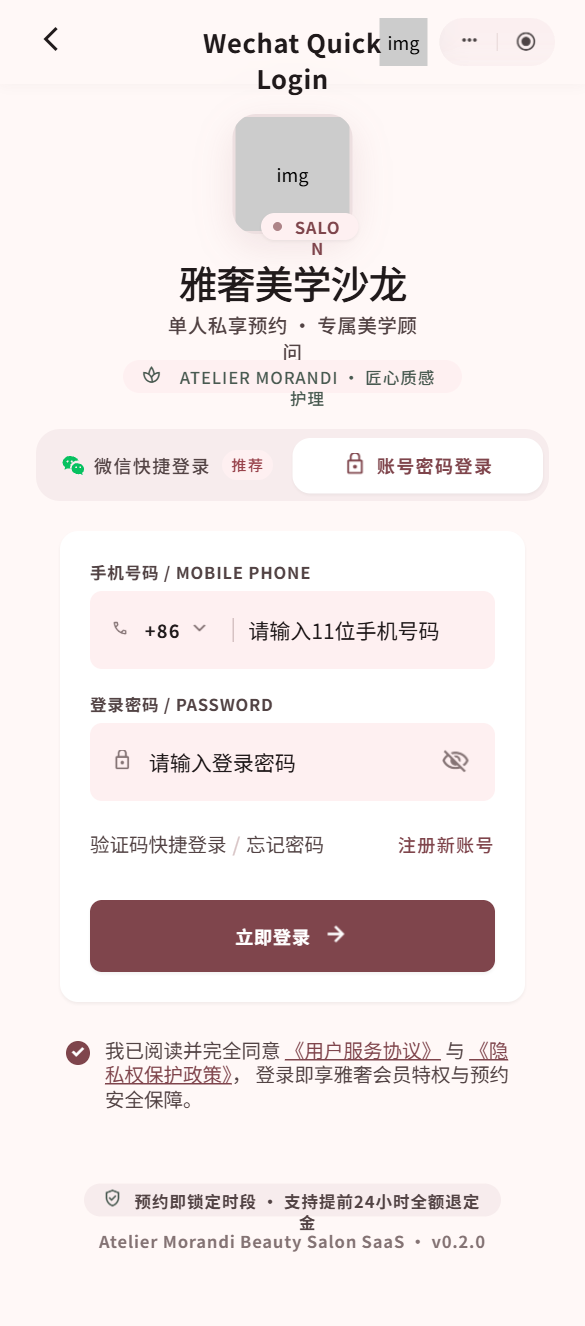 Wechat Quick
Login
img
img
SALO
N
雅奢美学沙龙
单人私享预约 • 专属美学顾
问
ATELIER MORANDI • 匠心质感
护理
微信快捷登录 推荐
账号密码登录
手机号码 / MOBILE PHONE
+86 请输入11位手机号码
登录密码 / PASSWORD
请输入登录密码
验证码快捷登录 / 忘记密码 注册新账号
立即登录
我已阅读并完全同意 《用户服务协议》 与 《隐
私权保护政策》， 登录即享雅奢会员特权与预约
安全保障。
预约即锁定时段 • 支持提前24小时全额退定
金
Atelier Morandi Beauty Salon SaaS • v0.2.0